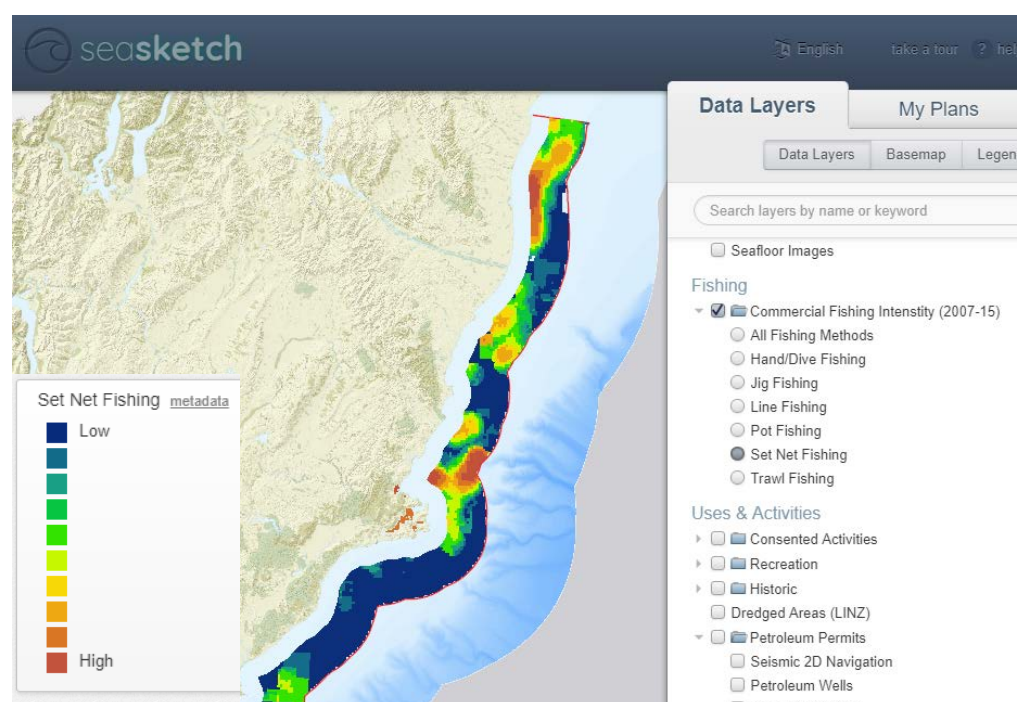 seasketch
English take a tour ? hel
Data Layers My Plans
Data Layers Basemap Legen
Search layers by name or keyword
Seafloor Images
Fishing
Commercial Fishing Intenstity (2007-15)
All Fishing Methods
Hand/Dive Fishing
Jig Fishing
Line Fishing
Pot Fishing
Set Net Fishing
Trawl Fishing
Uses & Activities
Consented Activities
Recreation
Historic
Dredged Areas (LINZ)
Petroleum Permits
Seismic 2D Navigation
Petroleum Wells
Set Net Fishing metadata
Low
High